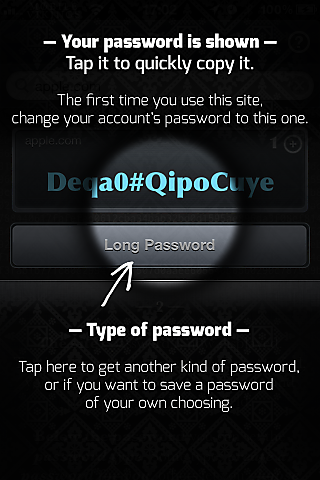 — Your password is shown —
Tap it to quickly copy it.
The first time you use this site,
change your account's password to this one.
apple.com
1
Deqa0#QipoCuye
Long Password
— Type of password —
Tap here to get another kind of password,
or if you want to save a password
of your own choosing.